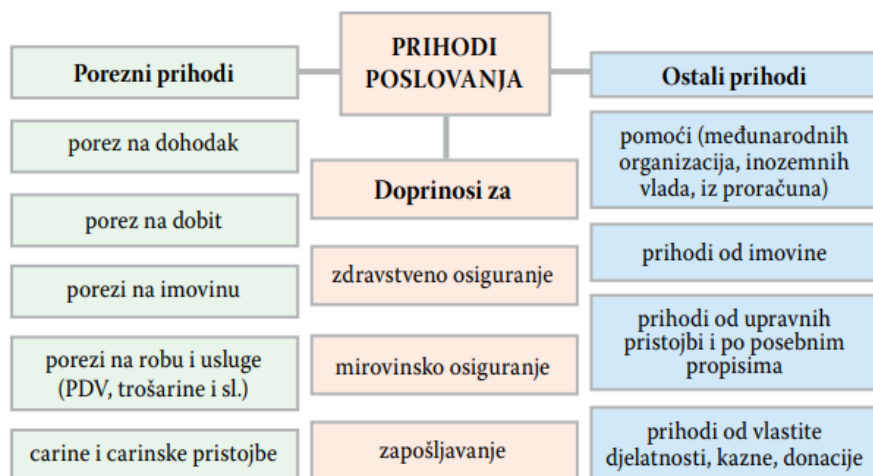 PRIHODI
POSLOVANJA
Porezni prihodi
porez na dohodak
porez na dobit
porezi na imovinu
porezi na robu i usluge
(PDV, trošarine i sl.)
carine i carinske pristojbe
Doprinosi za
zdravstveno osiguranje
mirovinsko osiguranje
zapošljavanje
Ostali prihodi
pomoći (međunarodnih
organizacija, inozemnih
vlada, iz proračuna)
prihodi od imovine
prihodi od upravnih
pristojbi i po posebnim
propisima
prihodi od vlastite
djelatnosti, kazne, donacije